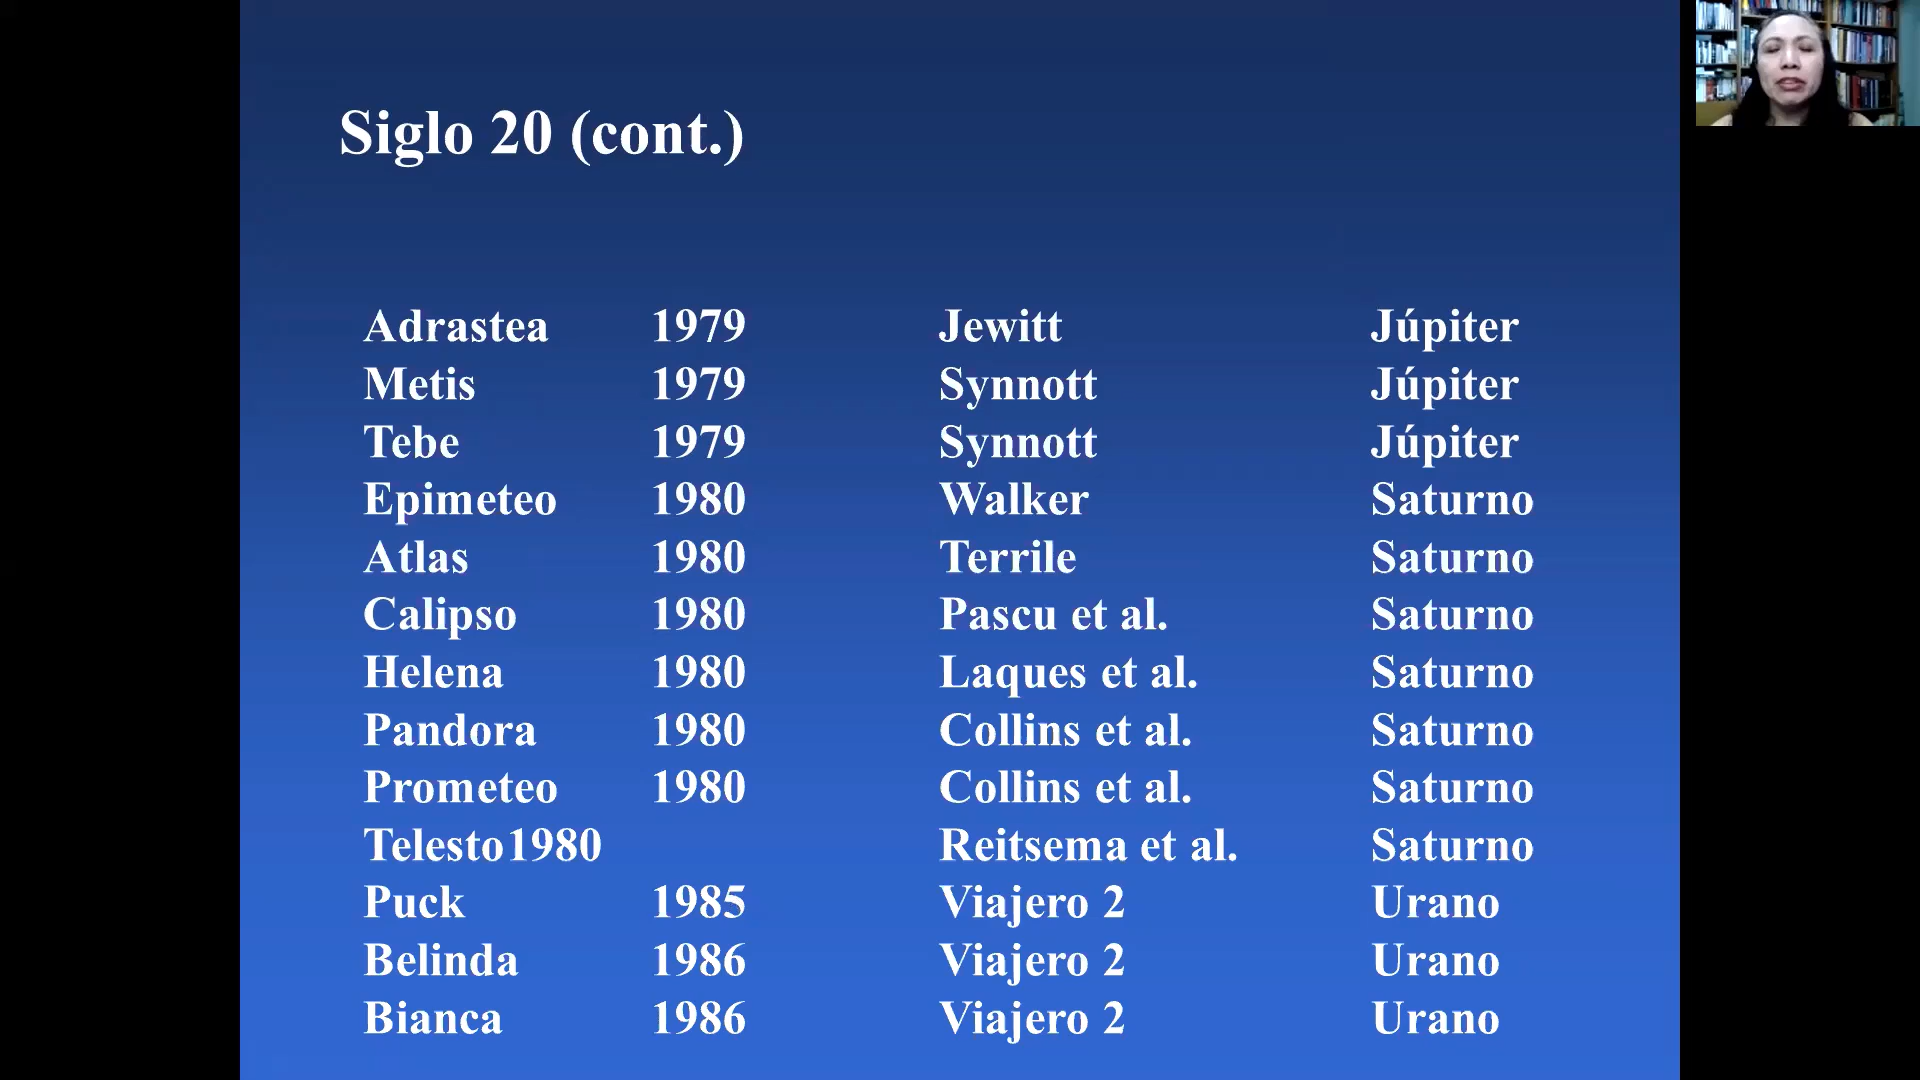 Siglo 20 (cont.)
Adrastea 1979 Jewitt Júpiter
Metis 1979 Synnott Júpiter
Tebe 1979 Synnott Júpiter
Epimeteo 1980 Walker Saturno
Atlas 1980 Terrile Saturno
Calipso 1980 Pascu et al. Saturno
Helena 1980 Laques et al. Saturno
Pandora 1980 Collins et al. Saturno
Prometeo 1980 Collins et al. Saturno
Telesto1980 Reitsema et al. Saturno
Puck 1985 Viajero 2 Urano
Belinda 1986 Viajero 2 Urano
Bianca 1986 Viajero 2 Urano